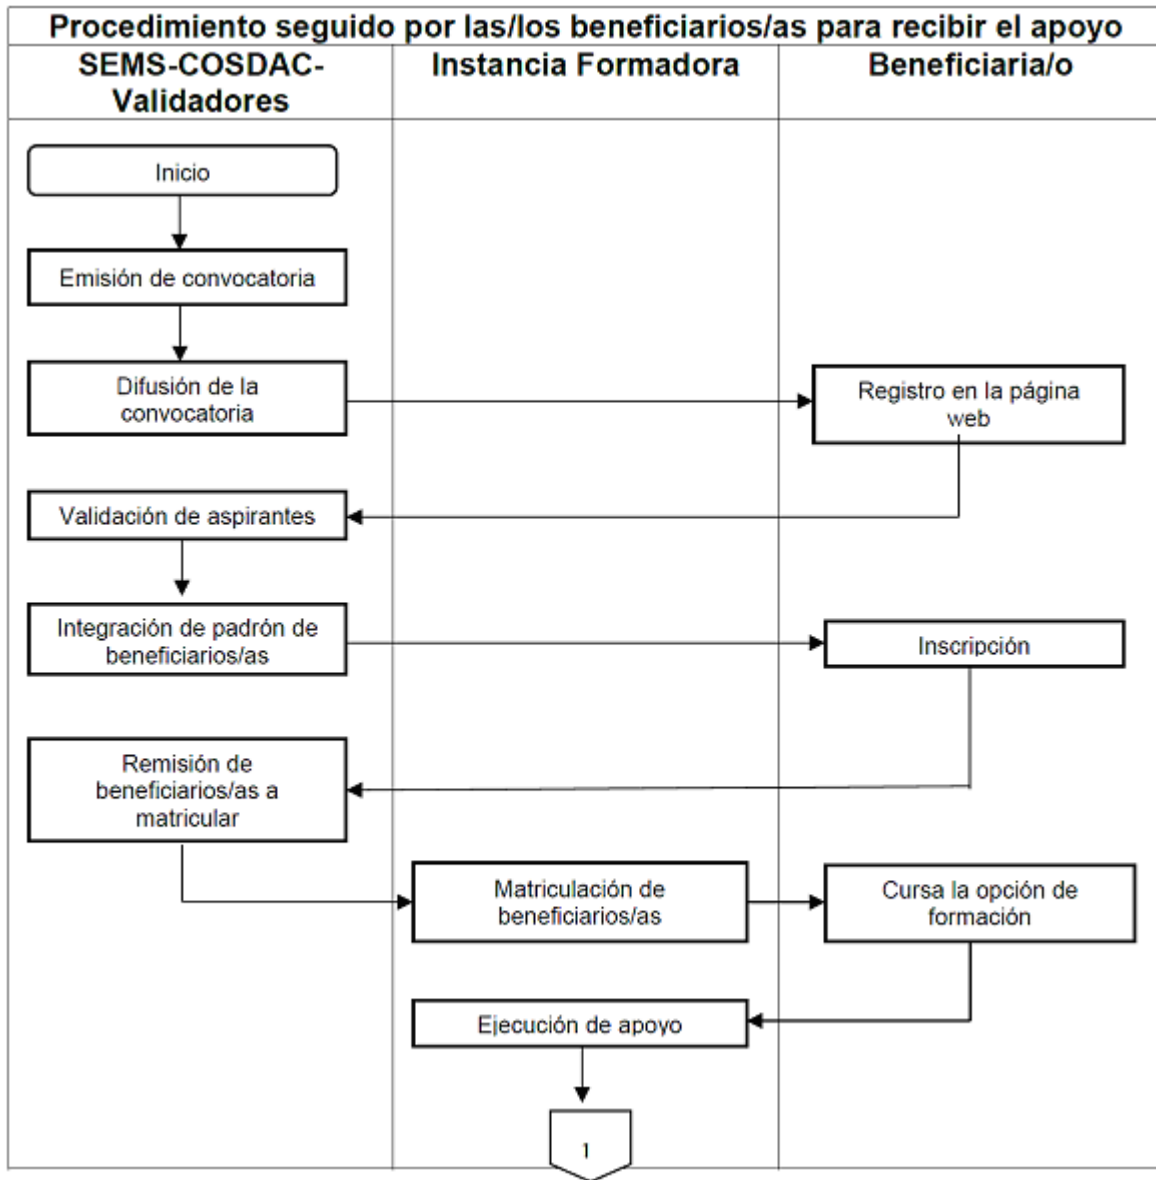 Procedimiento seguido por las/los beneficiarios/as para recibir el apoyo
SEMS-COSDAC-
Validadores
Instancia Formadora
Beneficiaria/o
Inicio
Emisión de convocatoria
Difusión de la
convocatoria
Registro en la página
web
Validación de aspirantes
Integración de padrón de
beneficiarios/as
Inscripción
Remisión de
beneficiarios/as a
matricular
Matriculación de
beneficiarios/as
Cursa la opción de
formación
Ejecución de apoyo
1